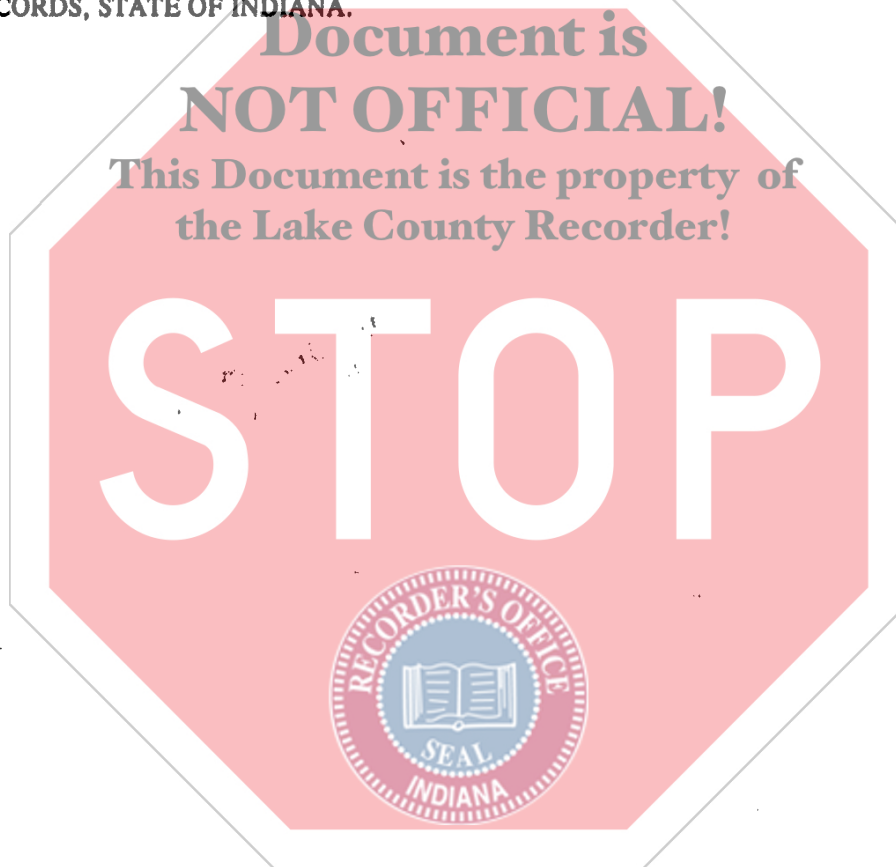 CORDS, STATE OF INDIANA.
Document is
NOT OFFICIAL!
This Document is the property of
the Lake County Recorder!
STOP
RECORDER'S OFFICE
SEAL
INDIANA